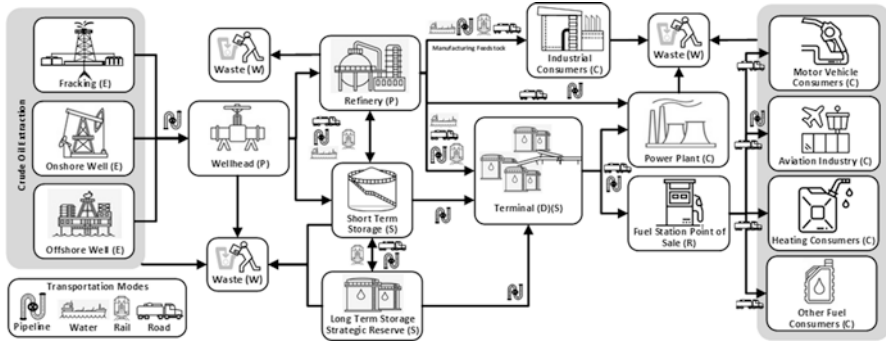 Crude Oil Extraction
Fracking (E)
Onshore Well (E)
Offshore Well (E)
Waste (W)
Wellhead (P)
Waste (W)
Refinery (P)
Short Term
Storage (S)
Long Term Storage
Strategic Reserve (S)
Manufacturing Feedstock
Industrial
Consumers (C)
Terminal (D)(S)
Waste (W)
Power Plant (C)
Fuel Station Point of
Sale (R)
Motor Vehicle
Consumers (C)
Aviation Industry (C)
Heating Consumers (C)
Other Fuel
Consumers (C)
Transportation Modes
Pipeline Water Rail Road